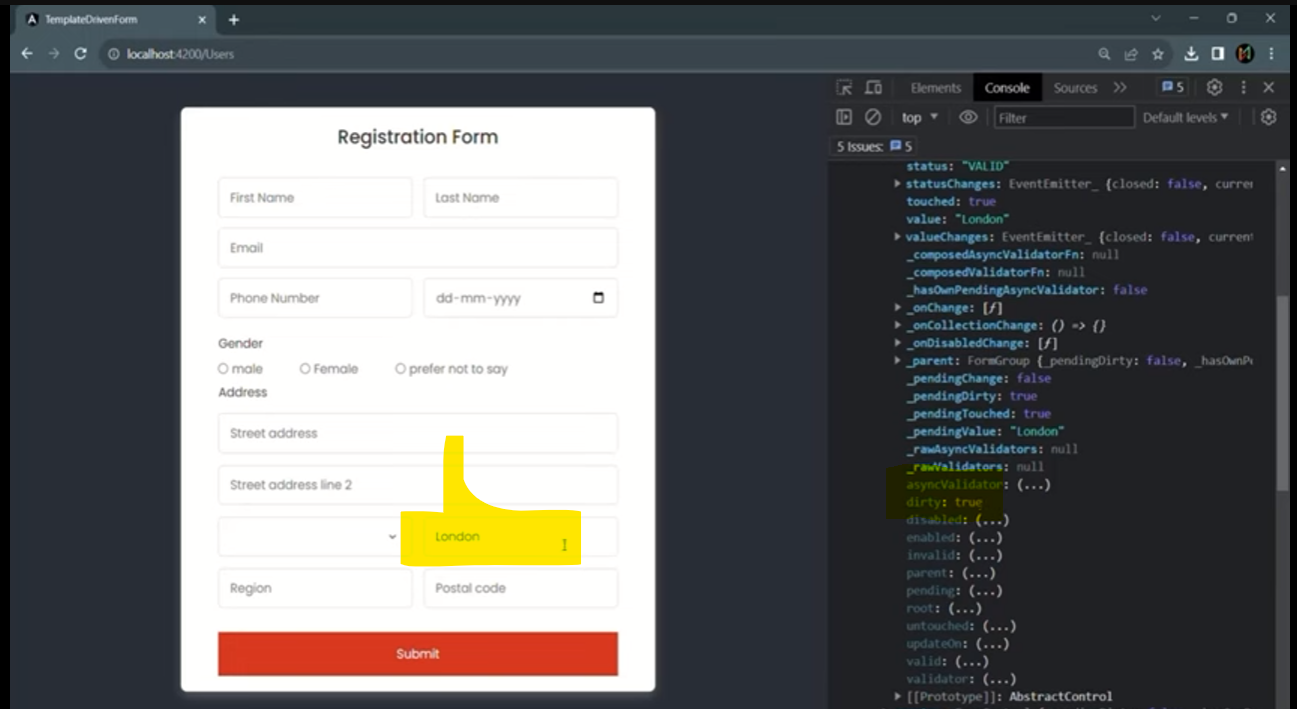 TemplateDrivenForm
localhost:4200/Users
Registration Form
First Name Last Name
Email
Phone Number dd-mm-yyyy
Gender
male Female prefer not to say
Address
Street address
Street address line 2
London
Region Postal code
Submit
Elements Console Sources 5
top Filter Default levels
5 Issues: 5
status: "VALID"
statusChanges: EventEmitter_ {closed: false, curren
touched: true
value: "London"
valueChanges: EventEmitter_ {closed: false, current
_composedAsyncValidatorFn: null
_composedValidatorFn: null
_hasOwnPendingAsyncValidator: false
_onChange: [ƒ]
_onCollectionChange: () => {}
_onDisabledChange: [ƒ]
_parent: FormGroup {_pendingDirty: false, _hasOwnPe
_pendingChange: false
_pendingDirty: true
_pendingTouched: true
_pendingValue: "London"
_rawAsyncValidators: null
_rawValidators: null
asyncValidator: (...)
dirty: true
disabled: (...)
enabled: (...)
invalid: (...)
parent: (...)
pending: (...)
root: (...)
untouched: (...)
updateOn: (...)
valid: (...)
validator: (...)
[[Prototype]]: AbstractControl